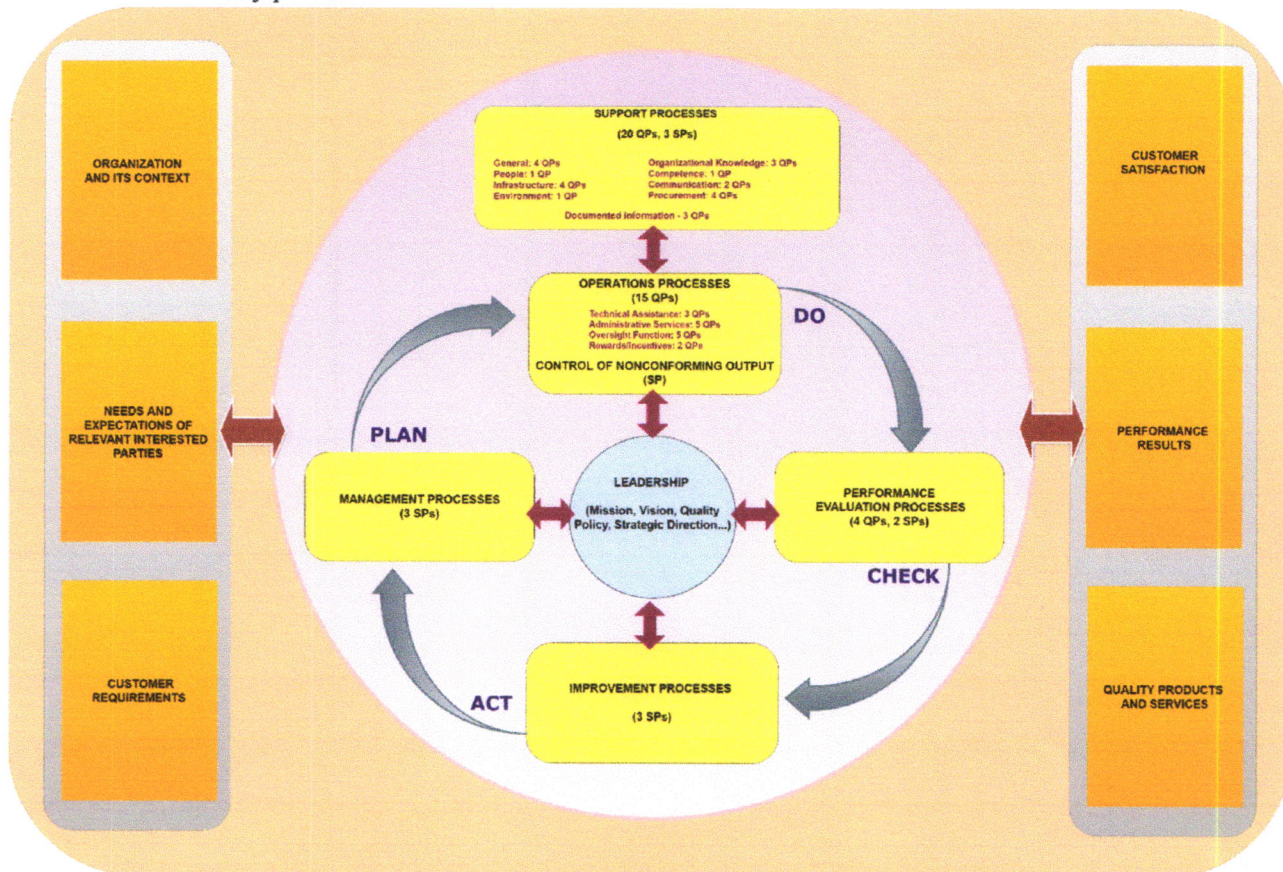 ORGANIZATION
AND ITS CONTEXT
NEEDS AND
EXPECTATIONS OF
RELEVANT INTERESTED
PARTIES
CUSTOMER
REQUIREMENTS
SUPPORT PROCESSES
(20 QPs, 3 SPs)
General: 4 QPs
People: 1 QP
Infrastructure: 4 QPs
Environment: 1 QP
Organizational Knowledge: 3 QPs
Competence: 1 QP
Communication: 2 QPs
Procurement: 4 QPs
Documented Information - 3 QPs
OPERATIONS PROCESSES
(15 QPs)
Technical Assistance: 3 QPs
Administrative Services: 5 QPs
Oversight Function: 5 QPs
Rewards/Incentives: 2 QPs
CONTROL OF NONCONFORMING OUTPUT
(SP)
DO
PLAN
MANAGEMENT PROCESSES
(3 SPs)
LEADERSHIP
(Mission, Vision, Quality
Policy, Strategic Direction...)
PERFORMANCE
EVALUATION PROCESSES
(4 QPs, 2 SPs)
CHECK
ACT
IMPROVEMENT PROCESSES
(3 SPs)
CUSTOMER
SATISFACTION
PERFORMANCE
RESULTS
QUALITY PRODUCTS
AND SERVICES